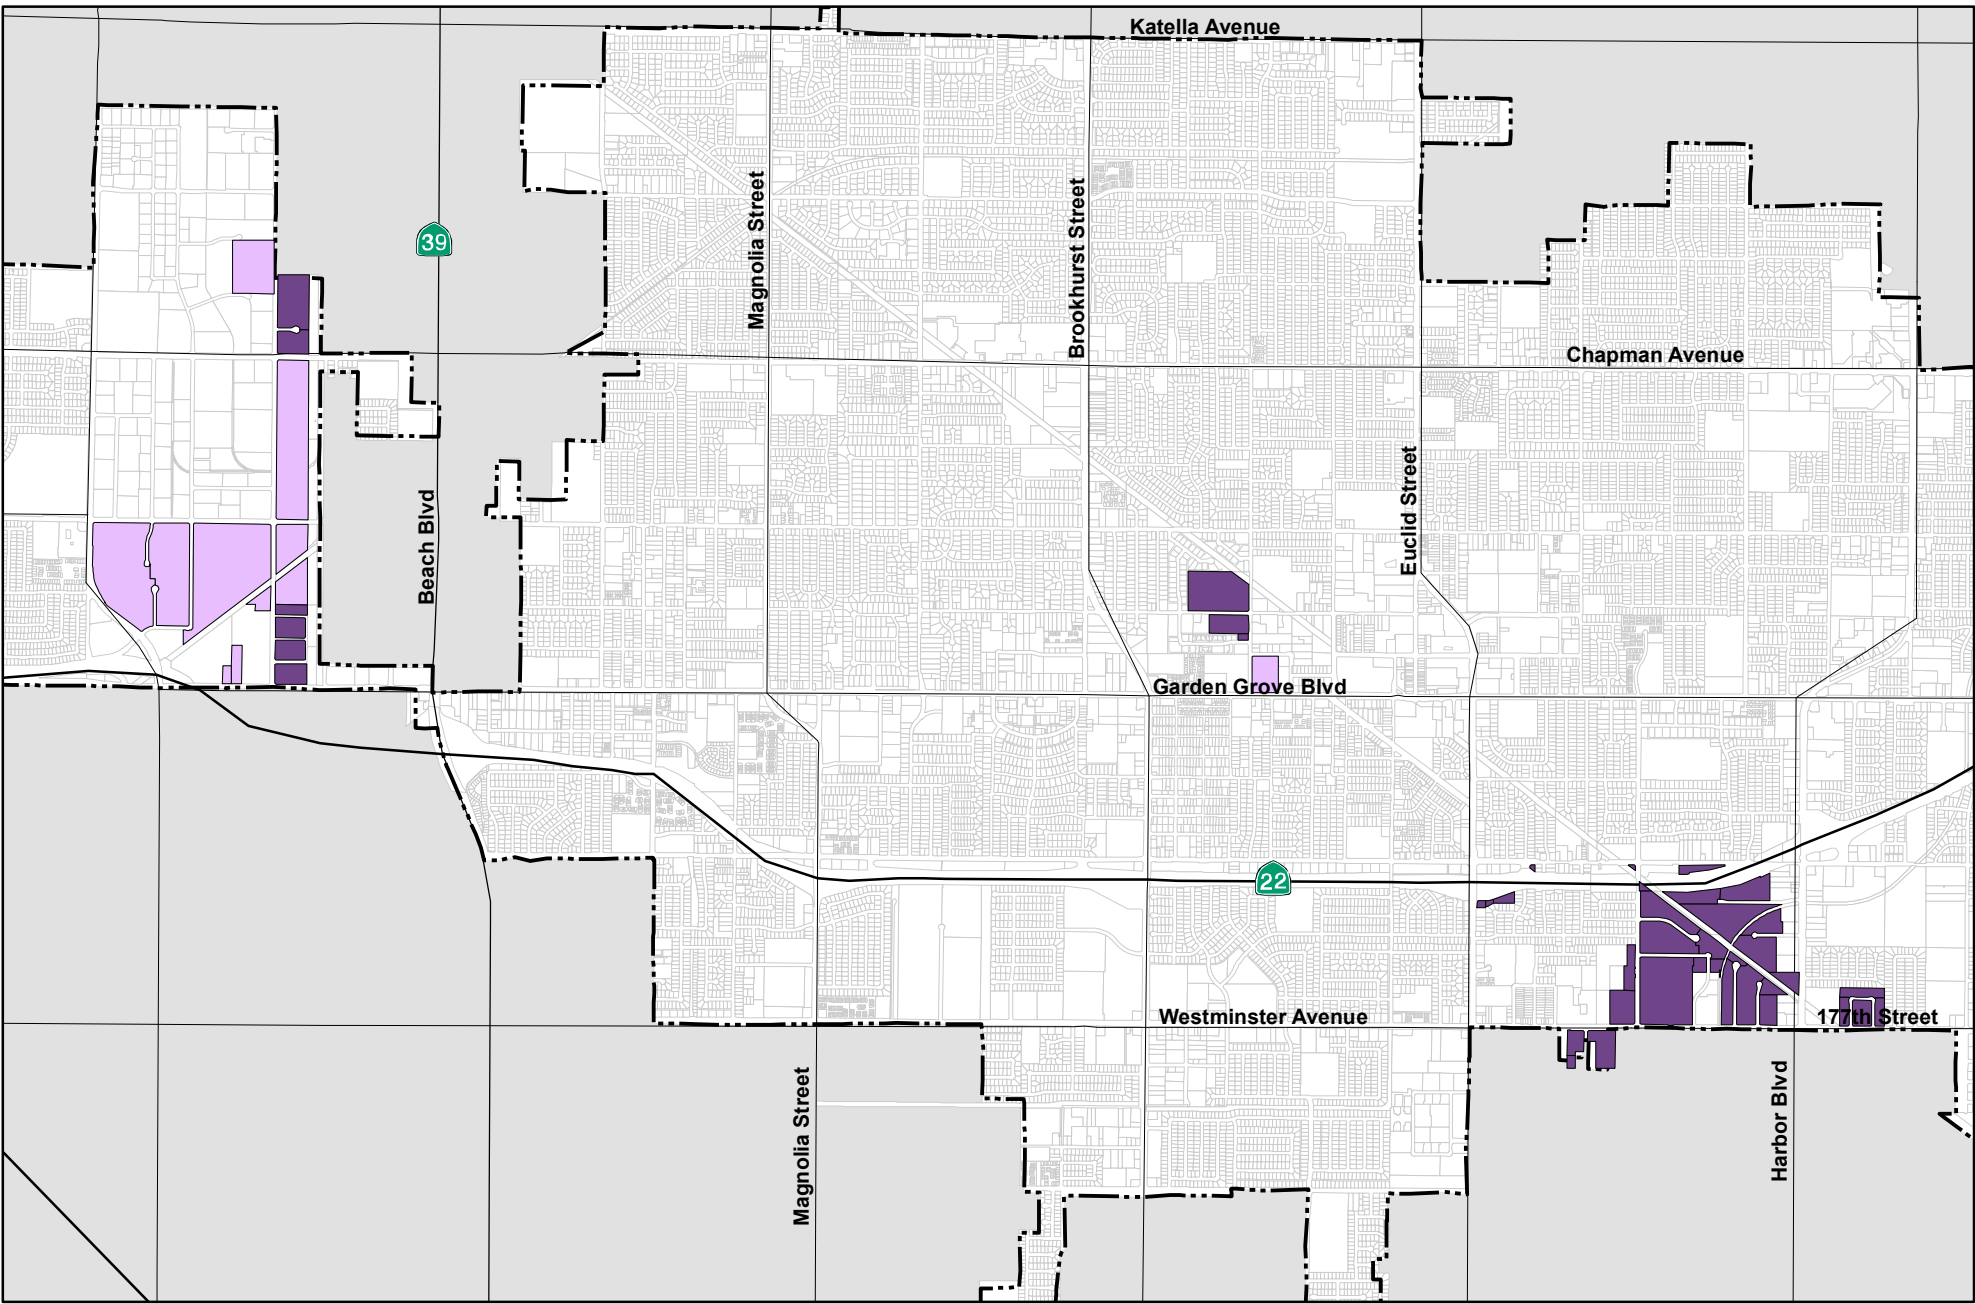 Katella Avenue
39
Magnolia Street
Brookhurst Street
Chapman Avenue
Beach Blvd
Euclid Street
Garden Grove Blvd
22
Westminster Avenue
177th Street
Magnolia Street
Harbor Blvd